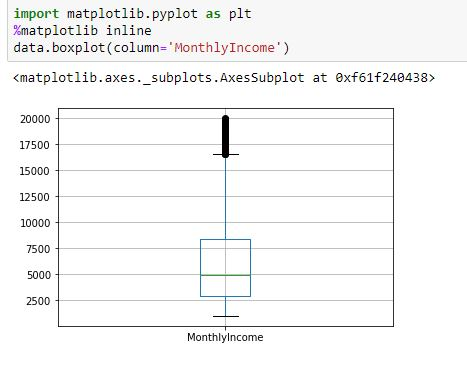 import matplotlib.pyplot as plt
%matplotlib inline
data.boxplot(column='MonthlyIncome')
<matplotlib.axes._subplots.AxesSubplot at 0xf61f240438>
20000
17500
15000
12500
10000
7500
5000
2500
MonthlyIncome